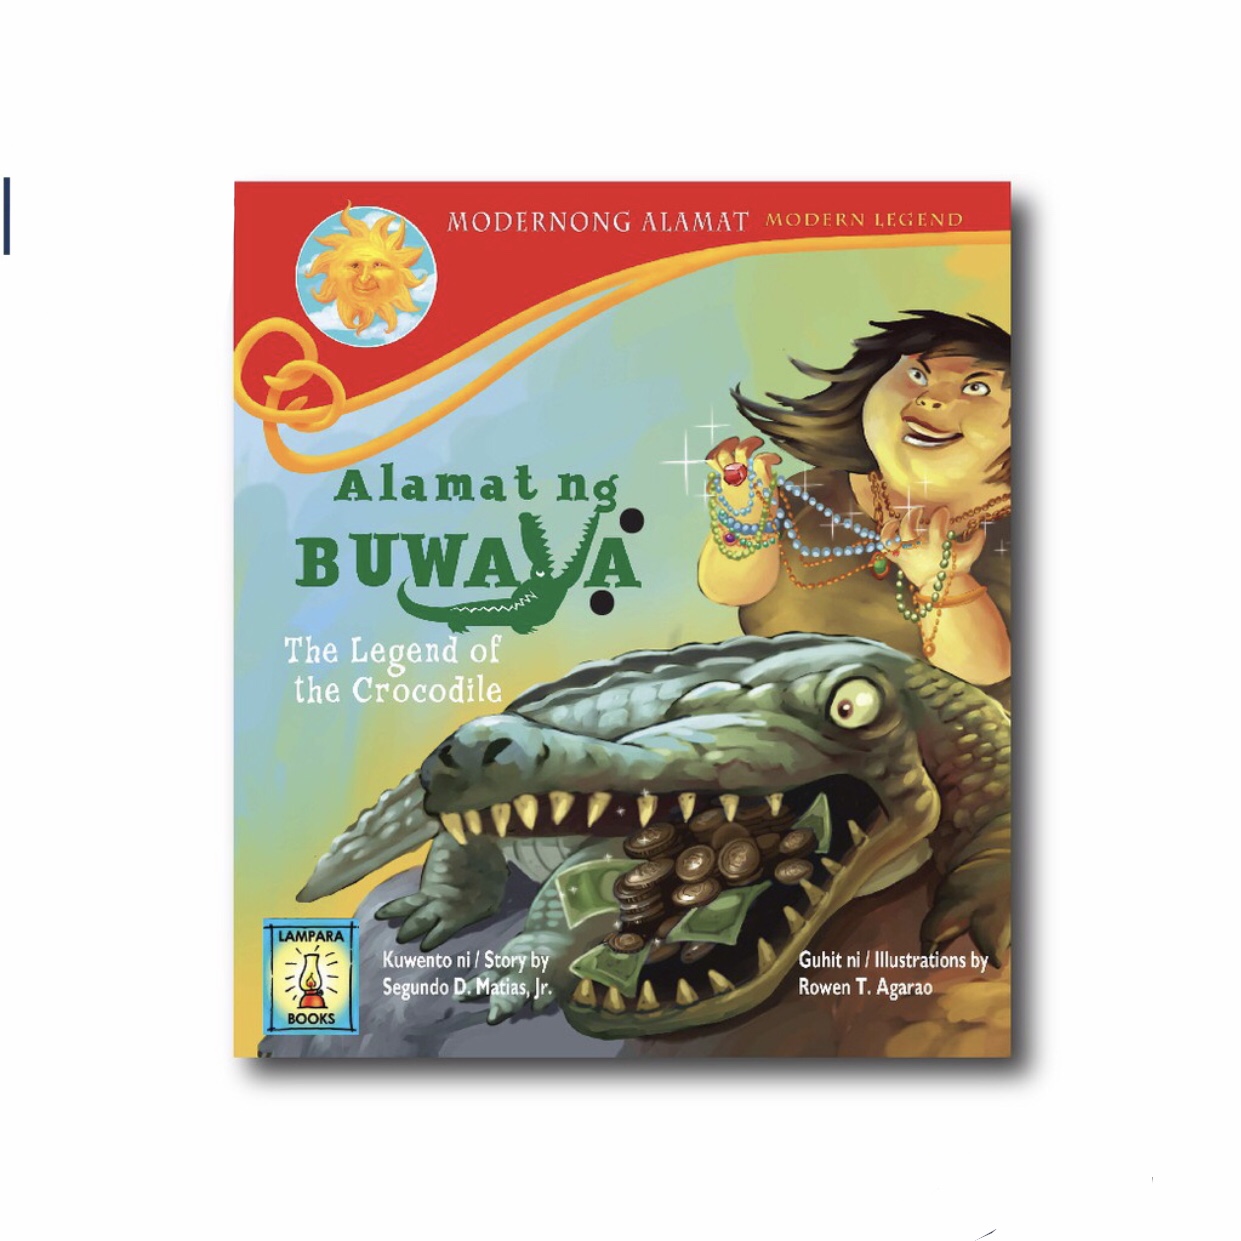 MODERNONG ALAMAT MODERN LEGEND
Alamat ng
BUWAYA
The Legend of
the Crocodile
LAMPARA
BOOKS
Kuwento ni / Story by
Segundo D. Matias, Jr.
Guhit ni / Illustrations by
Rowen T. Agarao